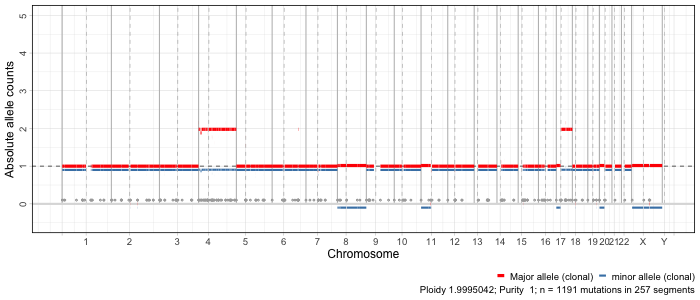 Absolute allele counts
5
4
3
2
1
0
1 2 3 4 5 6 7 8 9 10 11 12 13 14 15 16 17 18 19 20 21 22 X Y
Chromosome
Major allele (clonal) minor allele (clonal)
Ploidy 1.9995042; Purity 1; n = 1191 mutations in 257 segments